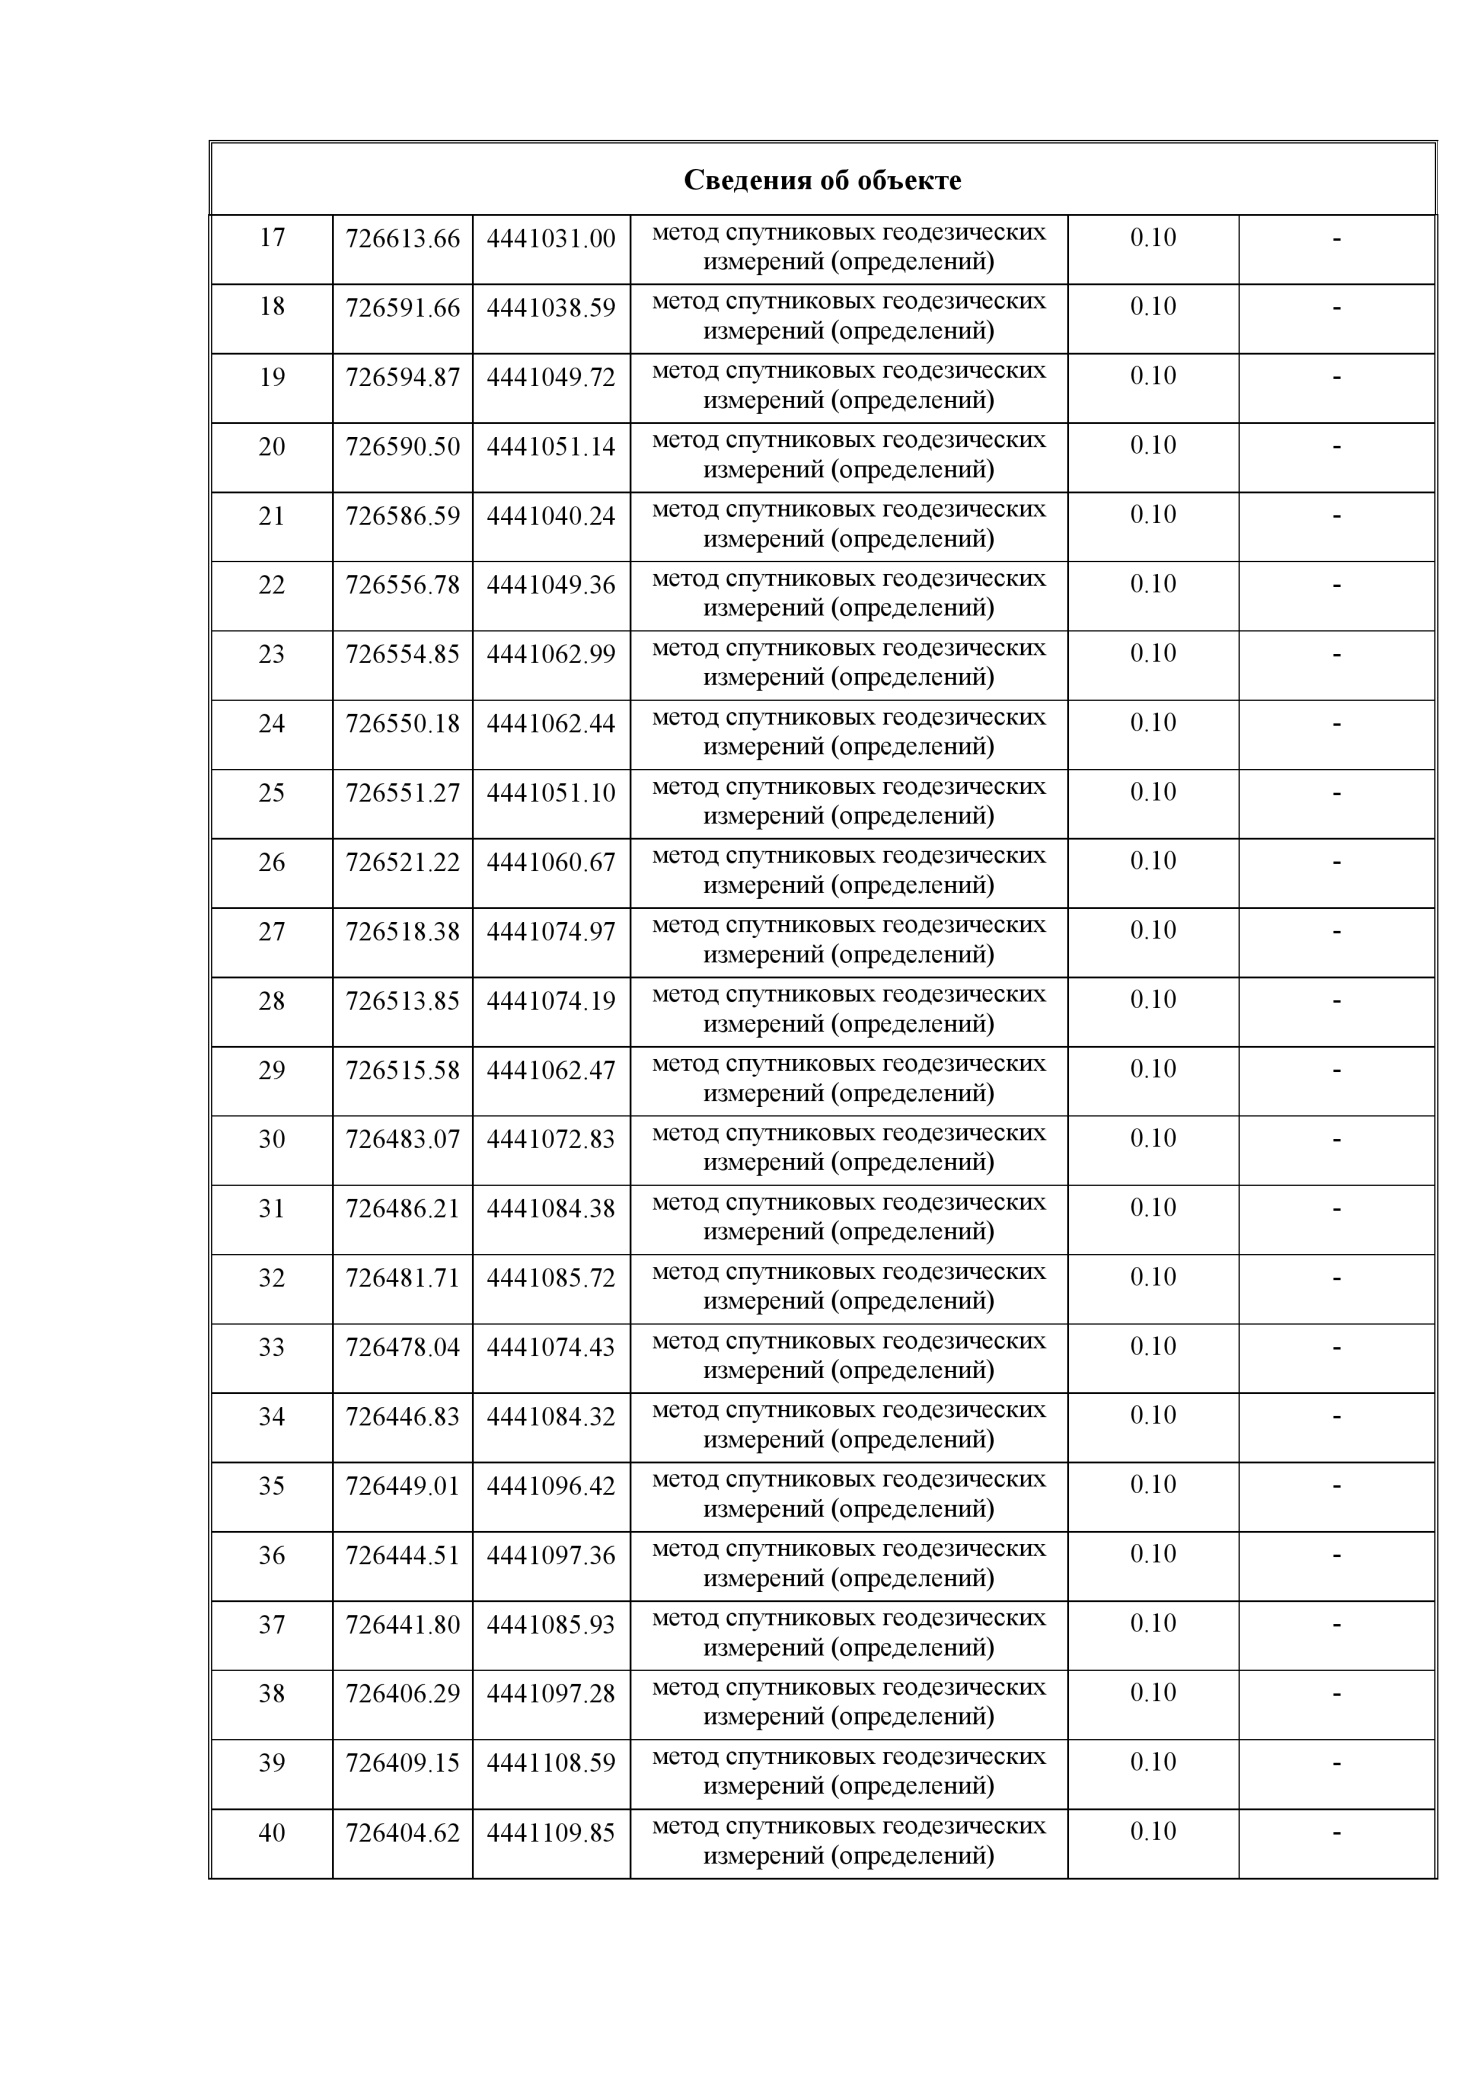 Сведения об объекте
17 726613.66 4441031.00 метод спутниковых геодезических измерений (определений) 0.10 -
18 726591.66 4441038.59 метод спутниковых геодезических измерений (определений) 0.10 -
19 726594.87 4441049.72 метод спутниковых геодезических измерений (определений) 0.10 -
20 726590.50 4441051.14 метод спутниковых геодезических измерений (определений) 0.10 -
21 726586.59 4441040.24 метод спутниковых геодезических измерений (определений) 0.10 -
22 726556.78 4441049.36 метод спутниковых геодезических измерений (определений) 0.10 -
23 726554.85 4441062.99 метод спутниковых геодезических измерений (определений) 0.10 -
24 726550.18 4441062.44 метод спутниковых геодезических измерений (определений) 0.10 -
25 726551.27 4441051.10 метод спутниковых геодезических измерений (определений) 0.10 -
26 726521.22 4441060.67 метод спутниковых геодезических измерений (определений) 0.10 -
27 726518.38 4441074.97 метод спутниковых геодезических измерений (определений) 0.10 -
28 726513.85 4441074.19 метод спутниковых геодезических измерений (определений) 0.10 -
29 726515.58 4441062.47 метод спутниковых геодезических измерений (определений) 0.10 -
30 726483.07 4441072.83 метод спутниковых геодезических измерений (определений) 0.10 -
31 726486.21 4441084.38 метод спутниковых геодезических измерений (определений) 0.10 -
32 726481.71 4441085.72 метод спутниковых геодезических измерений (определений) 0.10 -
33 726478.04 4441074.43 метод спутниковых геодезических измерений (определений) 0.10 -
34 726446.83 4441084.32 метод спутниковых геодезических измерений (определений) 0.10 -
35 726449.01 4441096.42 метод спутниковых геодезических измерений (определений) 0.10 -
36 726444.51 4441097.36 метод спутниковых геодезических измерений (определений) 0.10 -
37 726441.80 4441085.93 метод спутниковых геодезических измерений (определений) 0.10 -
38 726406.29 4441097.28 метод спутниковых геодезических измерений (определений) 0.10 -
39 726409.15 4441108.59 метод спутниковых геодезических измерений (определений) 0.10 -
40 726404.62 4441109.85 метод спутниковых геодезических измерений (определений) 0.10 -